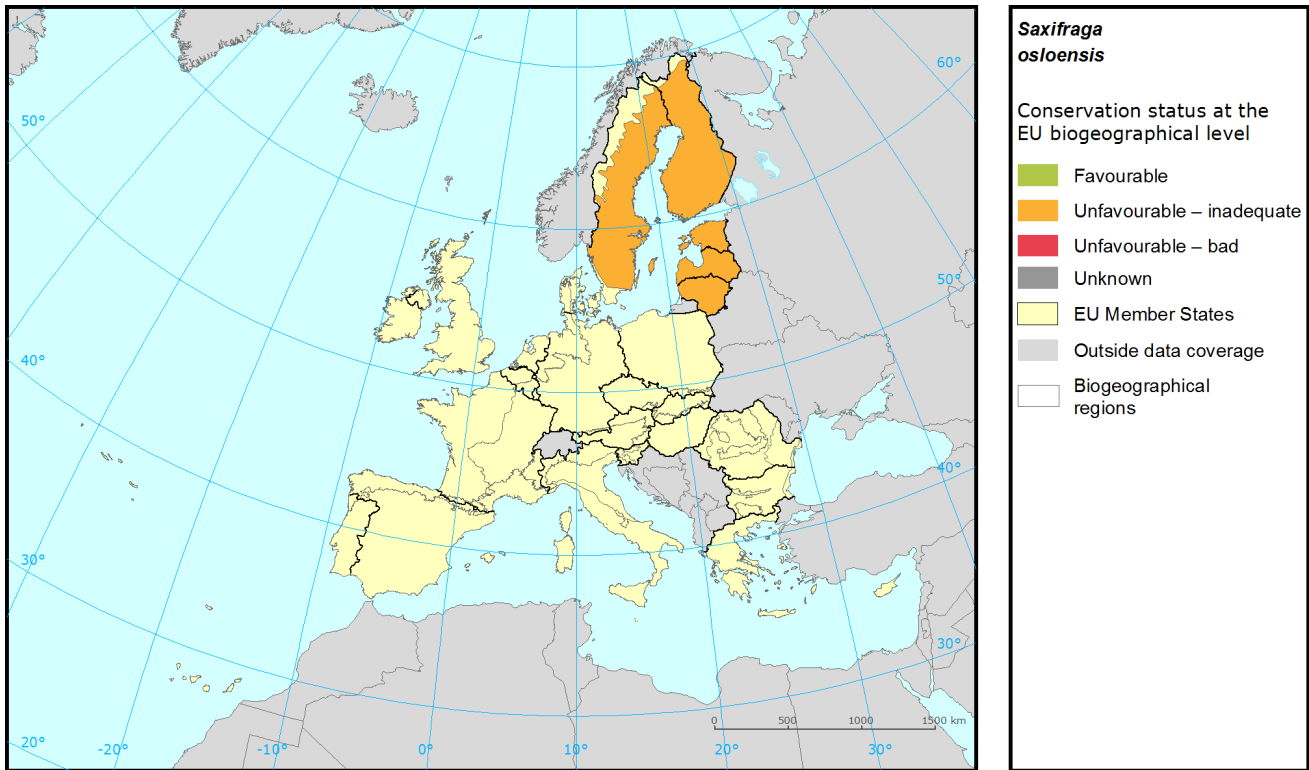 Saxifraga
osloensis
Conservation status at the
EU biogeographical level
Favourable
Unfavourable – inadequate
Unfavourable – bad
Unknown
EU Member States
Outside data coverage
Biogeographical
regions
60°
50°
50°
40°
40°
30°
30°
20°
-20°
-10°
0°
10°
20°
30°
0 500 1000 1500 km